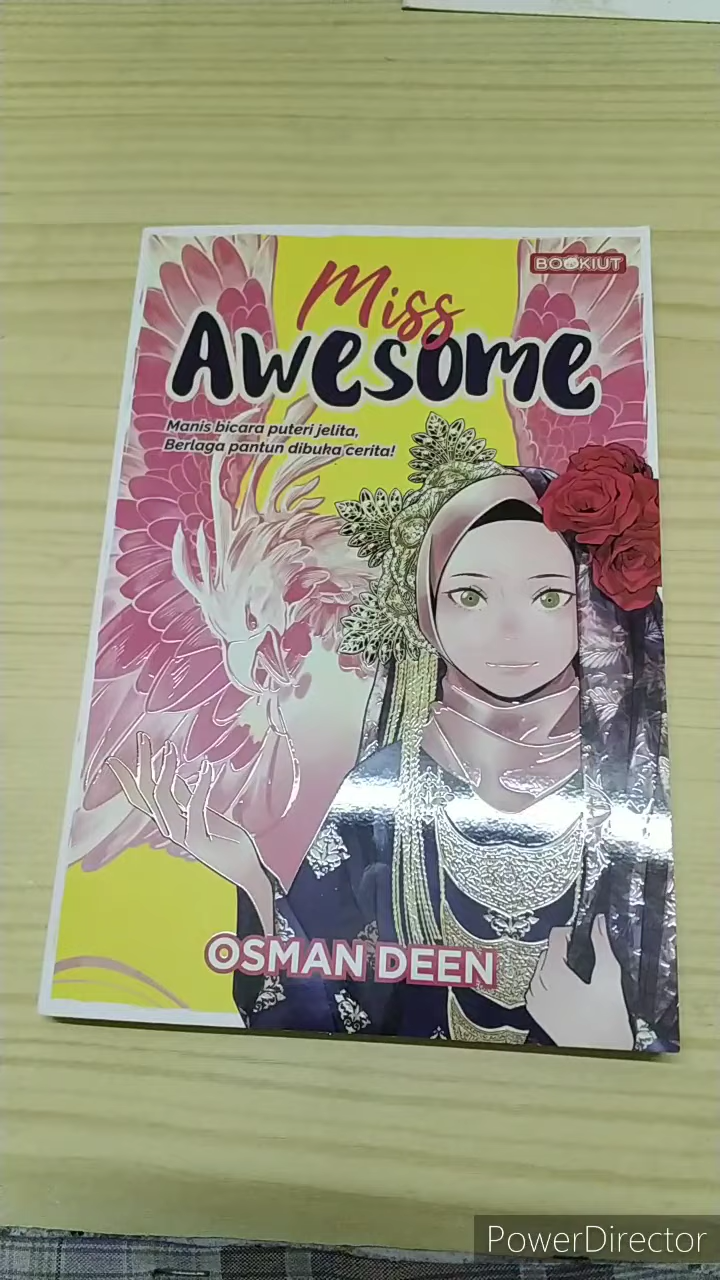 BOOKIUT
Miss
Awesome
Manis bicara puteri jelita,
Berlaga pantun dibuka cerita!
OSMAN DEEN
PowerDirector